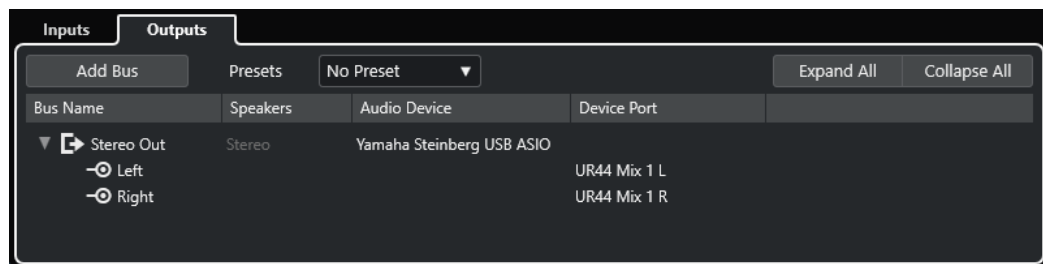 Inputs Outputs
Add Bus Presets No Preset Expand All Collapse All
Bus Name Speakers Audio Device Device Port
Stereo Out Stereo Yamaha Steinberg USB ASIO
Left UR44 Mix 1 L
Right UR44 Mix 1 R